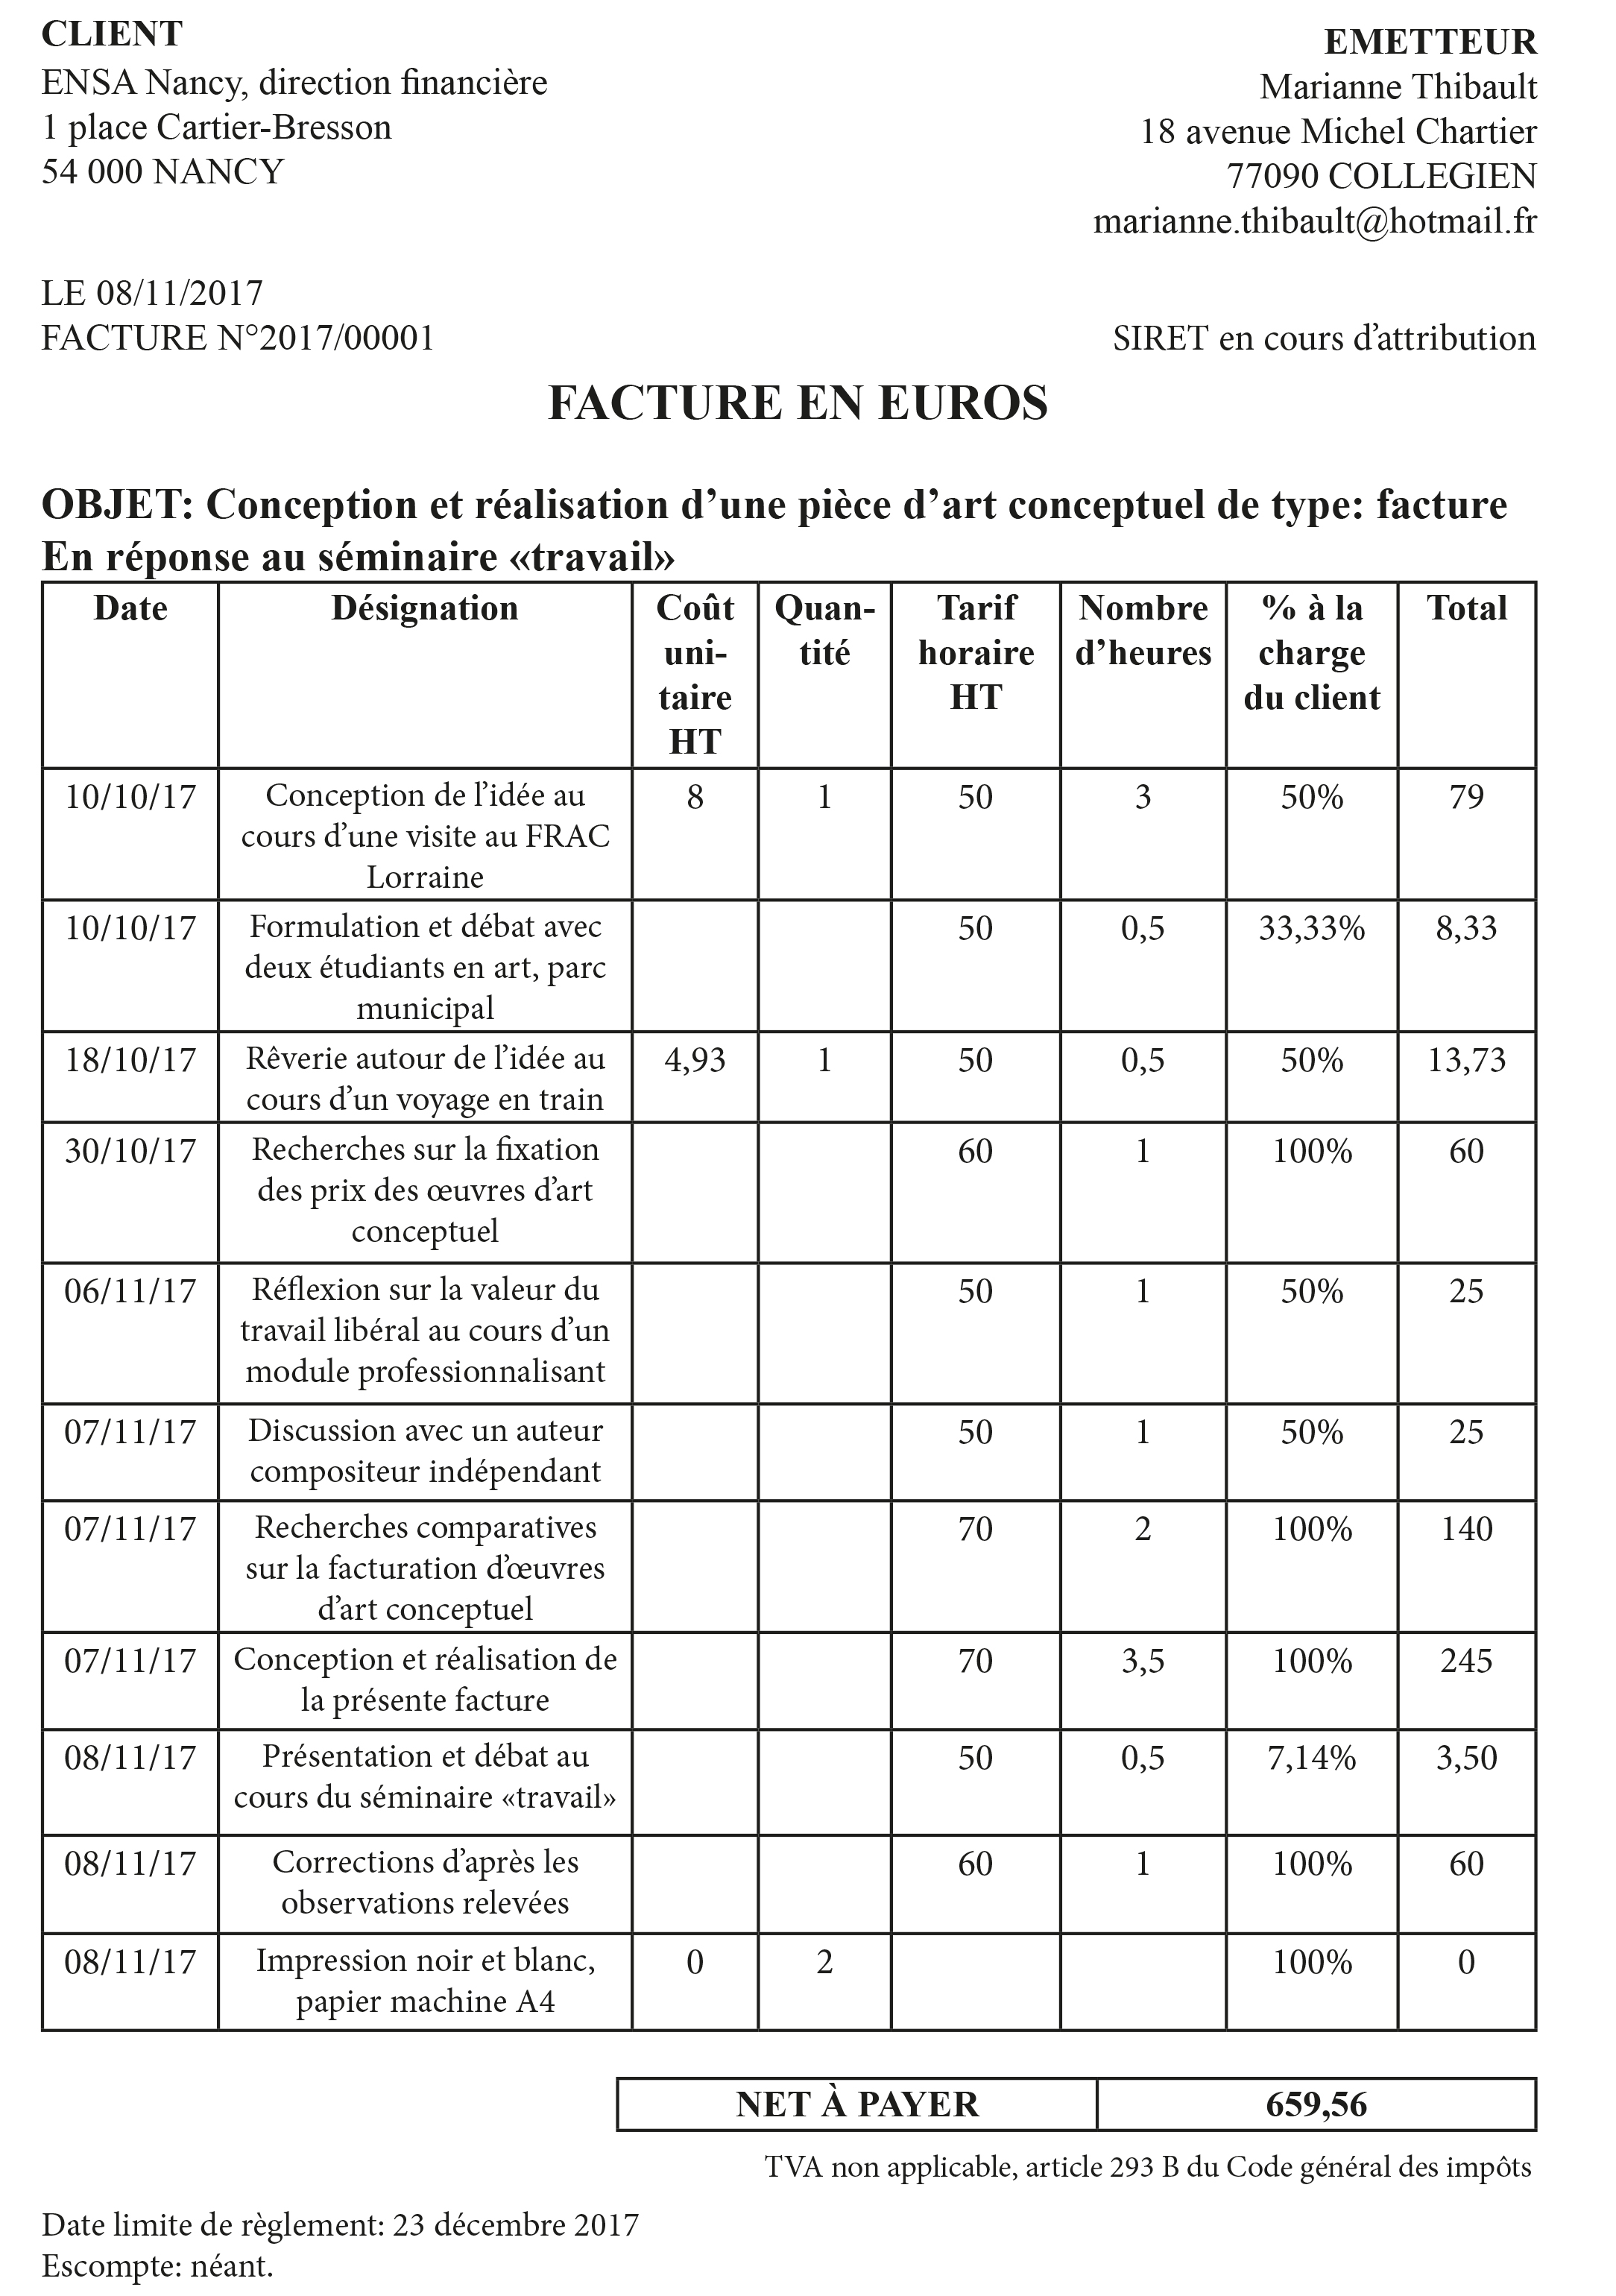 CLIENT
ENSA Nancy, direction financière
1 place Cartier-Bresson
54 000 NANCY
EMETTEUR
Marianne Thibault
18 avenue Michel Chartier
77090 COLLEGIEN
marianne.thibault@hotmail.fr
LE 08/11/2017
FACTURE N°2017/00001
SIRET en cours d’attribution
FACTURE EN EUROS
OBJET: Conception et réalisation d’une pièce d’art conceptuel de type: facture
En réponse au séminaire «travail»
Date
Désignation
Coût
uni-
taire
HT
Quan-
tité
Tarif
horaire
HT
Nombre
d’heures
% à la
charge
du client
Total
10/10/17
Conception de l’idée au
cours d’une visite au FRAC
Lorraine
8
1
50
3
50%
79
10/10/17
Formulation et débat avec
deux étudiants en art, parc
municipal
50
0,5
33,33%
8,33
18/10/17
Rêverie autour de l’idée au
cours d’un voyage en train
4,93
1
50
0,5
50%
13,73
30/10/17
Recherches sur la fixation
des prix des œuvres d’art
conceptuel
60
1
100%
60
06/11/17
Réflexion sur la valeur du
travail libéral au cours d’un
module professionnalisant
50
1
50%
25
07/11/17
Discussion avec un auteur
compositeur indépendant
50
1
50%
25
07/11/17
Recherches comparatives
sur la facturation d’œuvres
d’art conceptuel
70
2
100%
140
07/11/17
Conception et réalisation de
la présente facture
70
3,5
100%
245
08/11/17
Présentation et débat au
cours du séminaire «travail»
50
0,5
7,14%
3,50
08/11/17
Corrections d’après les
observations relevées
60
1
100%
60
08/11/17
Impression noir et blanc,
papier machine A4
0
2
100%
0
NET À PAYER
659,56
TVA non applicable, article 293 B du Code général des impôts
Date limite de règlement: 23 décembre 2017
Escompte: néant.